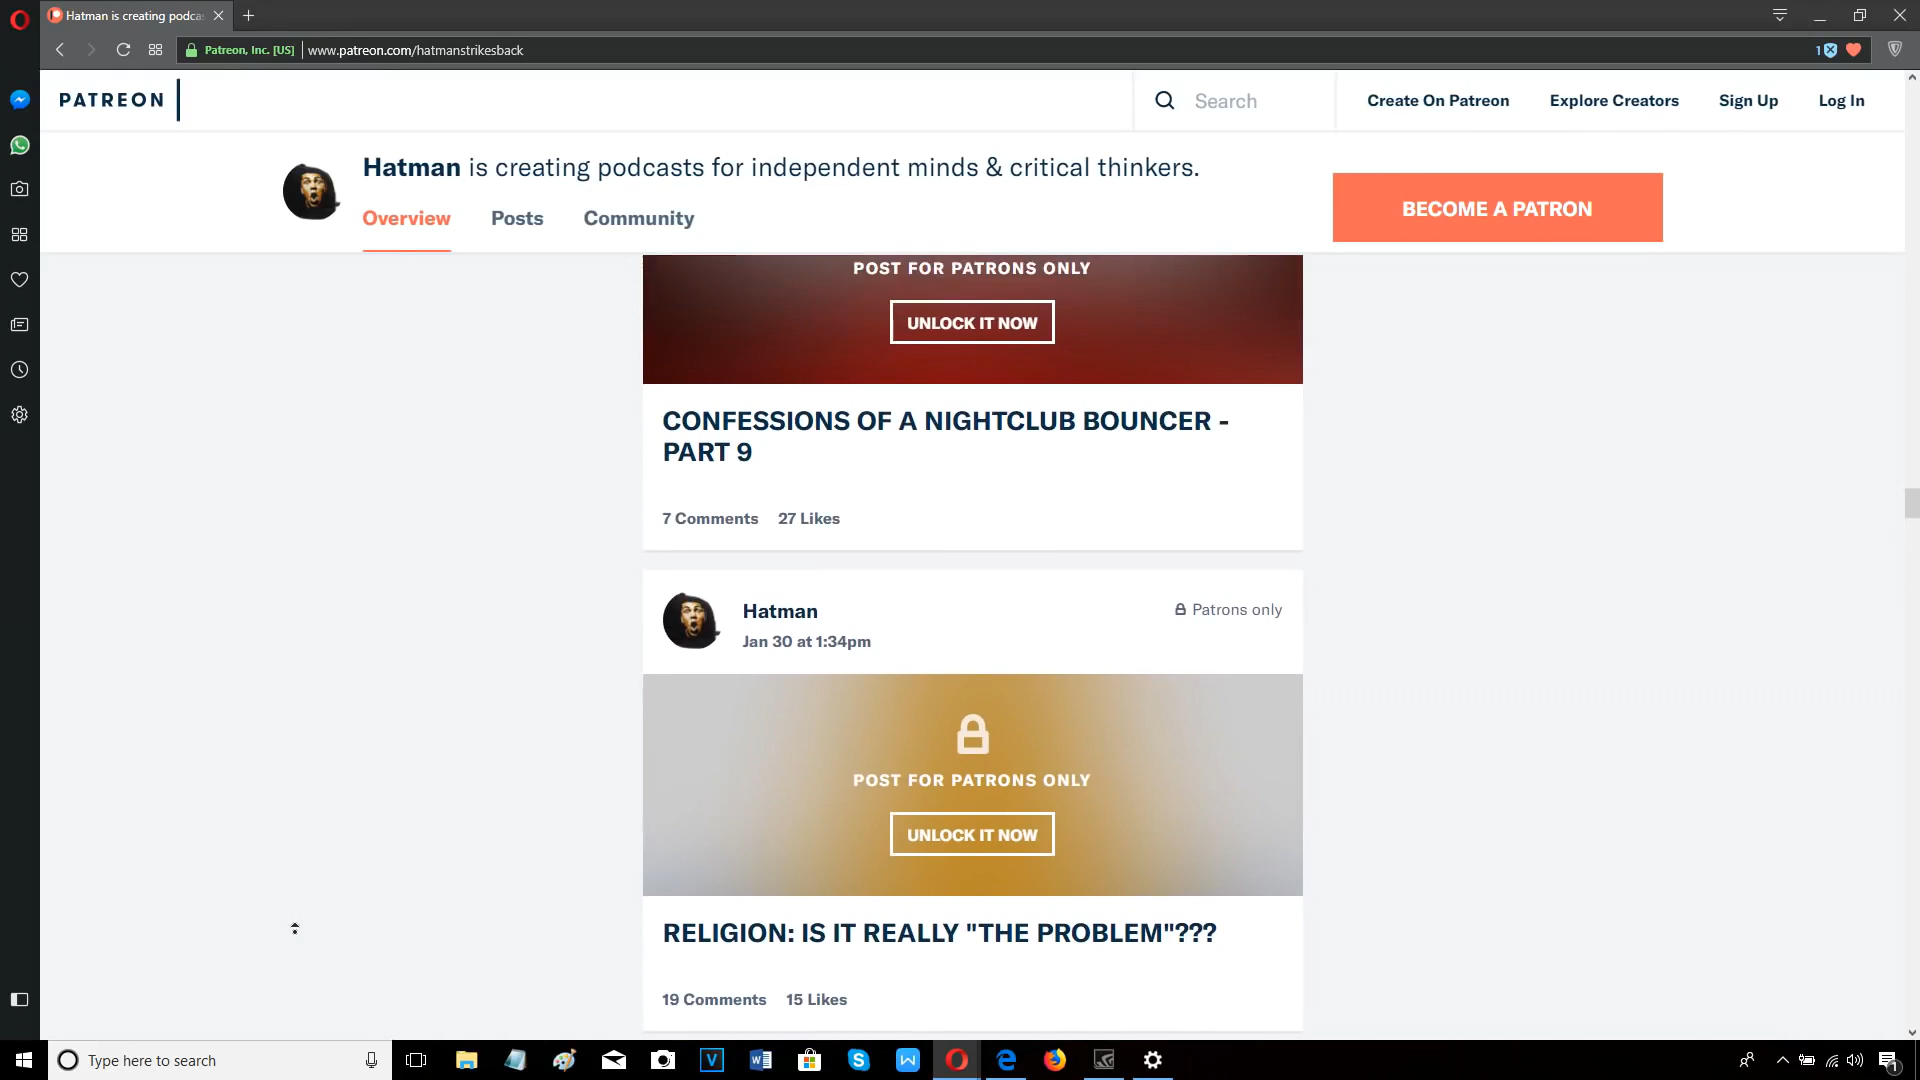 Hatman is creating podca
Patreon, Inc. [US]
www.patreon.com/hatmanstrikesback
1
PATREON
Search
Create On Patreon
Explore Creators
Sign Up
Log In
Hatman is creating podcasts for independent minds & critical thinkers.
Overview
Posts
Community
BECOME A PATRON
POST FOR PATRONS ONLY
UNLOCK IT NOW
CONFESSIONS OF A NIGHTCLUB BOUNCER -
PART 9
7 Comments
27 Likes
Hatman
Patrons only
Jan 30 at 1:34pm
POST FOR PATRONS ONLY
UNLOCK IT NOW
RELIGION: IS IT REALLY "THE PROBLEM"???
19 Comments
15 Likes
Type here to search
V
W
S
W
1